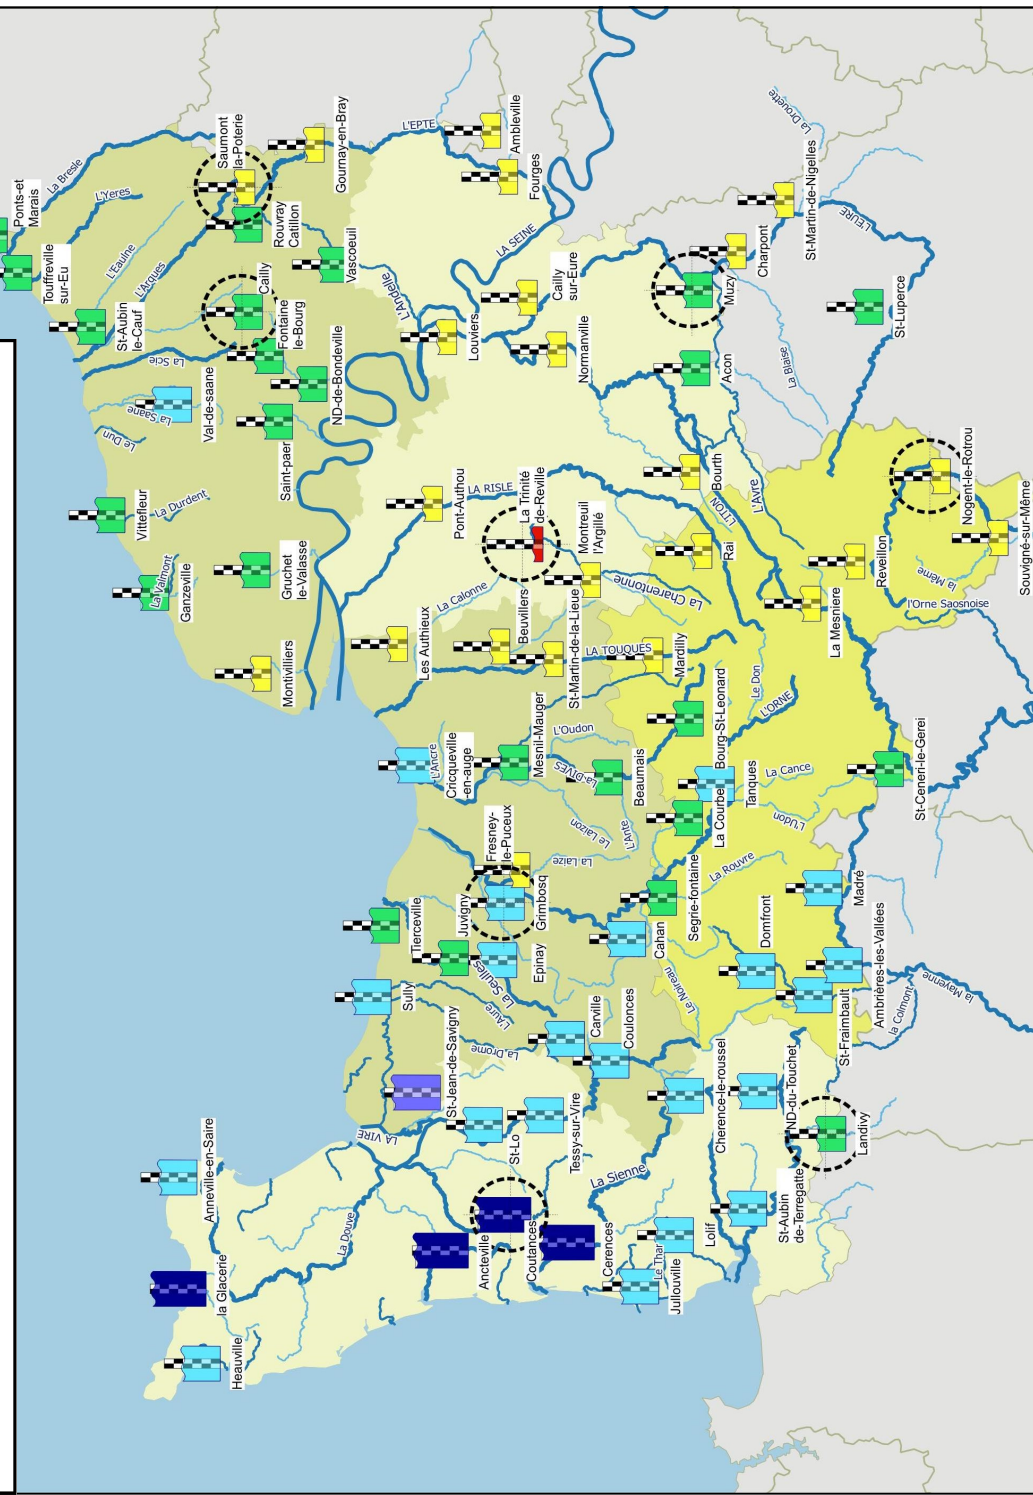 Ponts-et
Marais
Touffreville
sur-Eu
La Bresle
L'Yeres
L'Eaulne
L'Arques
St-Aubin
le-Cauf
La Scie
Saumont
la-Poterie
Gournay-en-Bray
Rouvray
Catillon
Vascoeuil
L'EPTE
Ambleville
Fourges
LA SEINE
L'Andelle
Cailly
Fontaine
le-Bourg
ND-de-Bondeville
Saint-paer
Val-de-saane
La Saane
Le Dun
Vittefleur
La Durdent
La Valmont
Ganzeville
Gruchet
le-Valasse
Montivilliers
Louviers
Cailly
sur-Eure
Normanville
Muzy
Charpont
St-Martin-de-Nigelles
La Drouette
L'EURE
St-Luperce
La Blaise
Acon
Bourth
L'ITON
L'Avre
Pont-Authou
LA RISLE
La Trinité
de-Reville
Montreuil
l'Argillé
La Charentonne
Rai
La Calonne
Les Authieux
Beuvillers
St-Martin-de-la-Lieue
LA TOUQUES
Mardilly
Reveillon
La Mesniere
Nogent-le-Rotrou
Souvigné-sur-Même
la Même
l'Orne Saosnoise
Bourg-St-Leonard
Le Don
L'ORNE
Mesnil-Mauger
L'Oudon
Cricqueville
-en-auge
L'Ancre
La DIVES
Beaumais
L'Ante
Le Laizon
La Laize
La Courbe
Tanques
La Cance
L'Udon
St-Ceneri-le-Gerei
Fresney-
le-Puceux
Grimbosq
Segrie-fontaine
La Rouvre
Cahan
Le Noireau
Domfront
Madré
Ambrières-les-Vallées
St-Fraimbault
la Mayenne
la Colmont
Tierceville
Juvigny
La Seulles
Epinay
Sully
L'Aure
La Drome
Carville
Coulonces
St-Jean-de-Savigny
LA VIRE
St-Lo
Tessy-sur-Vire
Cherence-le-roussel
ND-du-Touchet
Landivy
Anneville-en-Saire
La Douve
la Glacerie
Heauville
Ancteville
Coutances
Cerences
La Sienne
Le Thar
Jullouville
Lolif
St-Aubin
de-Terregatte